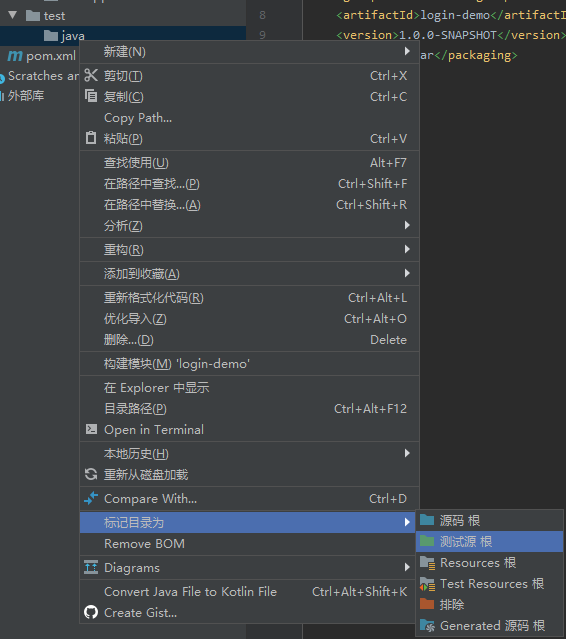 test
java
pom.xml
Scratches an
外部库
8
<artifactId>login-demo</artifactI
9
<version>1.0.0-SNAPSHOT</version>
ar</packaging>
新建(N)
剪切(T) Ctrl+X
复制(C) Ctrl+C
Copy Path...
粘贴(P) Ctrl+V
查找使用(U) Alt+F7
在路径中查找...(P) Ctrl+Shift+F
在路径中替换...(A) Ctrl+Shift+R
分析(Z)
重构(R)
添加到收藏(A)
重新格式化代码(R) Ctrl+Alt+L
优化导入(Z) Ctrl+Alt+O
删除...(D) Delete
构建模块(M) 'login-demo'
在 Explorer 中显示
目录路径(P) Ctrl+Alt+F12
Open in Terminal
本地历史(H)
重新从磁盘加载
Compare With... Ctrl+D
标记目录为
Remove BOM
Diagrams
Convert Java File to Kotlin File Ctrl+Alt+Shift+K
Create Gist...
源码 根
测试源 根
Resources 根
Test Resources 根
排除
Generated 源码 根